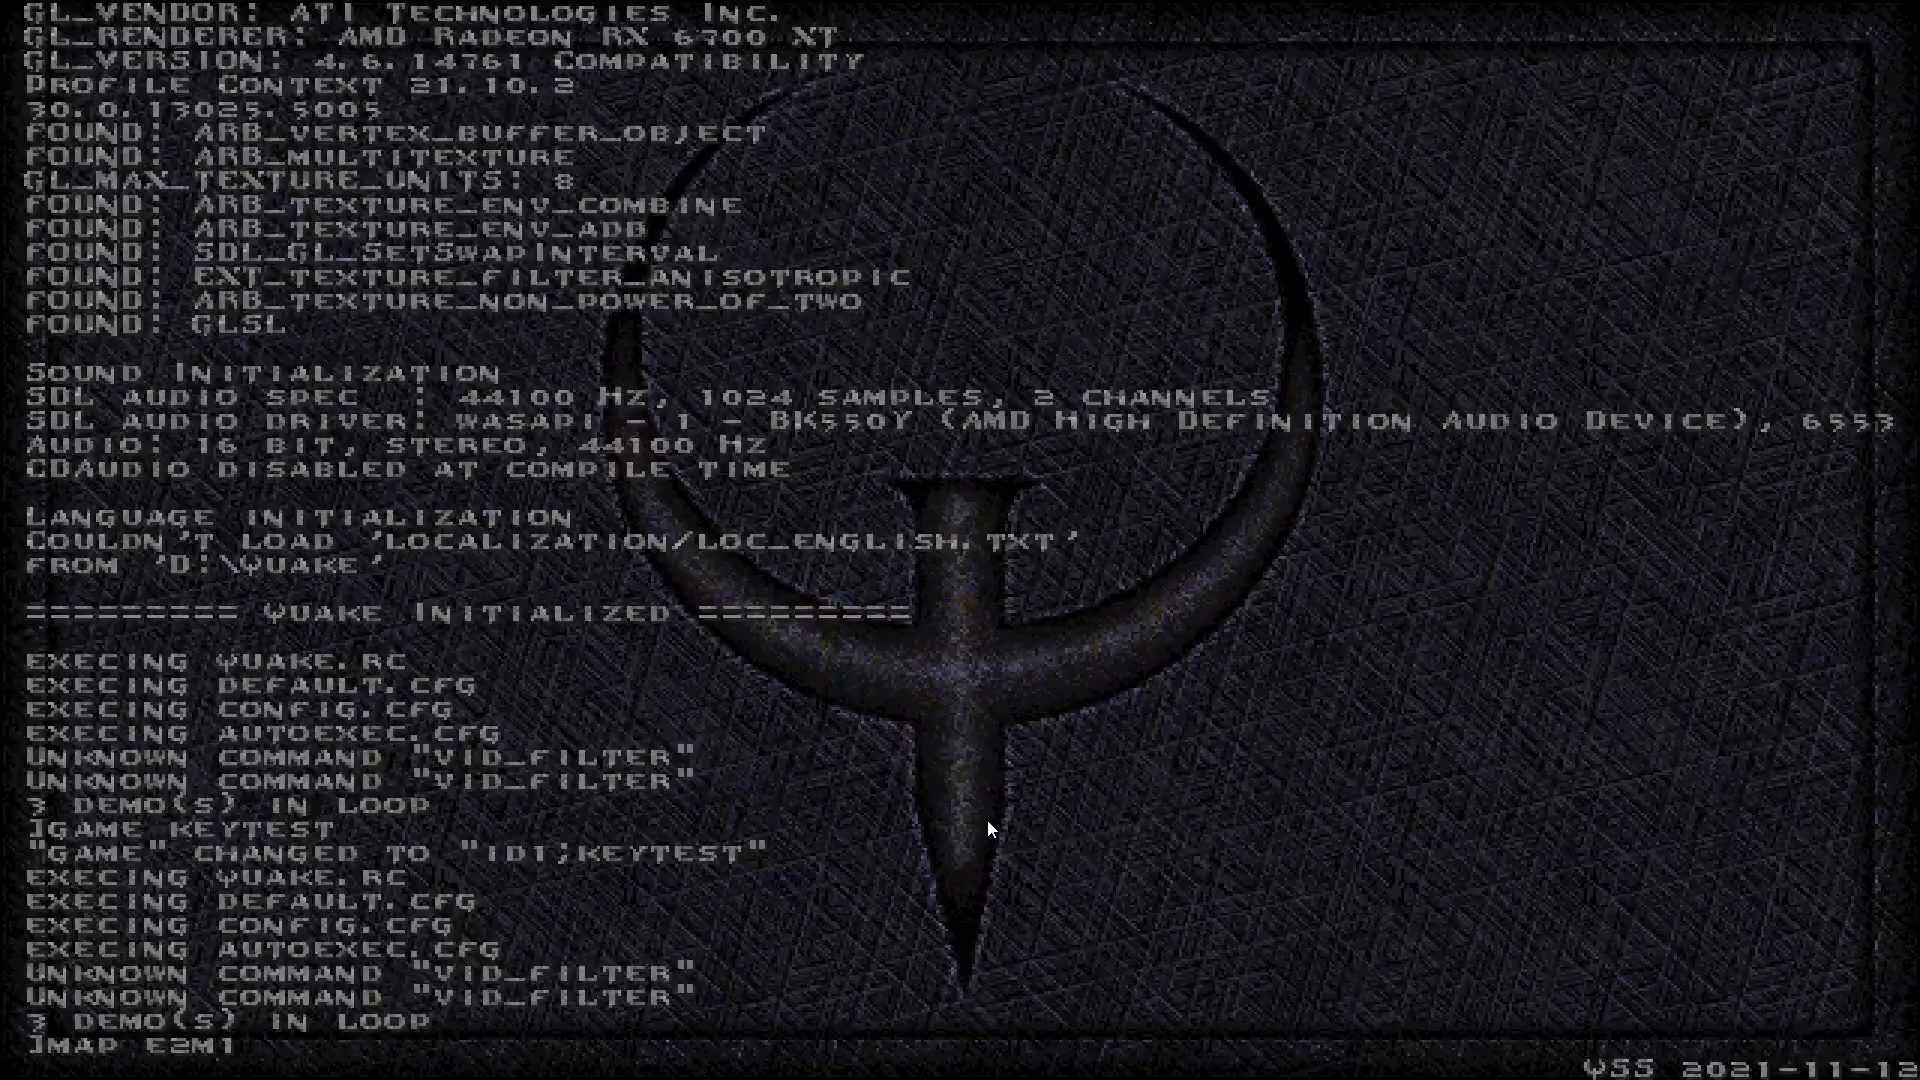 GL_VENDOR: ATI TECHNOLOGIES INC.
GL_RENDERER: AMD RADEON RX 6700 XT
GL_VERSION: 4.6.14761 COMPATIBILITY
PROFILE CONTEXT 21.10.2
30.0.13025.5005
FOUND: ARB_VERTEX_BUFFER_OBJECT
FOUND: ARB_MULTITEXTURE
GL_MAX_TEXTURE_UNITS: 8
FOUND: ARB_TEXTURE_ENV_COMBINE
FOUND: ARB_TEXTURE_ENV_ADD
FOUND: SDL_GL_SETSWAPINTERVAL
FOUND: EXT_TEXTURE_FILTER_ANISOTROPIC
FOUND: ARB_TEXTURE_NON_POWER_OF_TWO
FOUND: GLSL
SOUND INITIALIZATION
SDL AUDIO SPEC  : 44100 HZ, 1024 SAMPLES, 2 CHANNELS
SDL AUDIO DRIVER: WASAPI - 1 - BK550Y (AMD HIGH DEFINITION AUDIO DEVICE), 6553
AUDIO: 16 BIT, STEREO, 44100 HZ
CDAUDIO DISABLED AT COMPILE TIME
LANGUAGE INITIALIZATION
COULDN'T LOAD 'LOCALIZATION/LOC_ENGLISH.TXT'
FROM 'D:\QUAKE'
========= QUAKE INITIALIZED =========
EXECING QUAKE.RC
EXECING DEFAULT.CFG
EXECING CONFIG.CFG
EXECING AUTOEXEC.CFG
UNKNOWN COMMAND "VID_FILTER"
UNKNOWN COMMAND "VID_FILTER"
3 DEMO(S) IN LOOP
]GAME KEYTEST
"GAME" CHANGED TO "ID1;KEYTEST"
EXECING QUAKE.RC
EXECING DEFAULT.CFG
EXECING CONFIG.CFG
EXECING AUTOEXEC.CFG
UNKNOWN COMMAND "VID_FILTER"
UNKNOWN COMMAND "VID_FILTER"
3 DEMO(S) IN LOOP
]MAP E2M1
QSS 2021-11-12